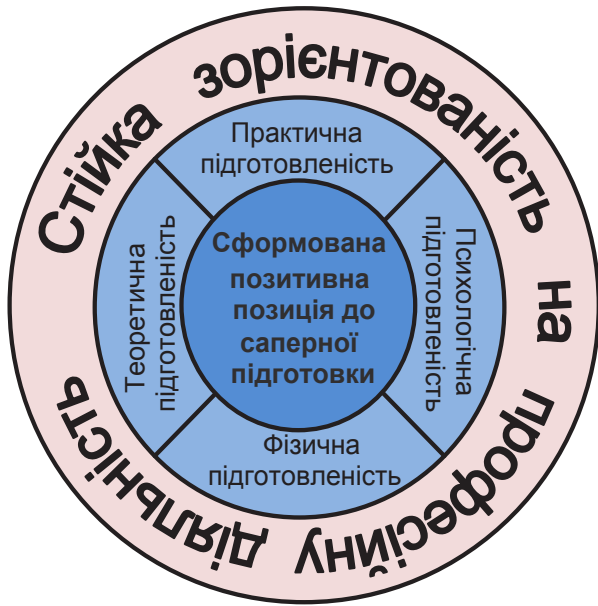 Стійка зорієнтованість на професійну діяльність
Практична
підготовленість
Теоретична
підготовленість
Сформована
позитивна
позиція до
саперної
підготовки
Психологічна
підготовленість
Фізична
підготовленість